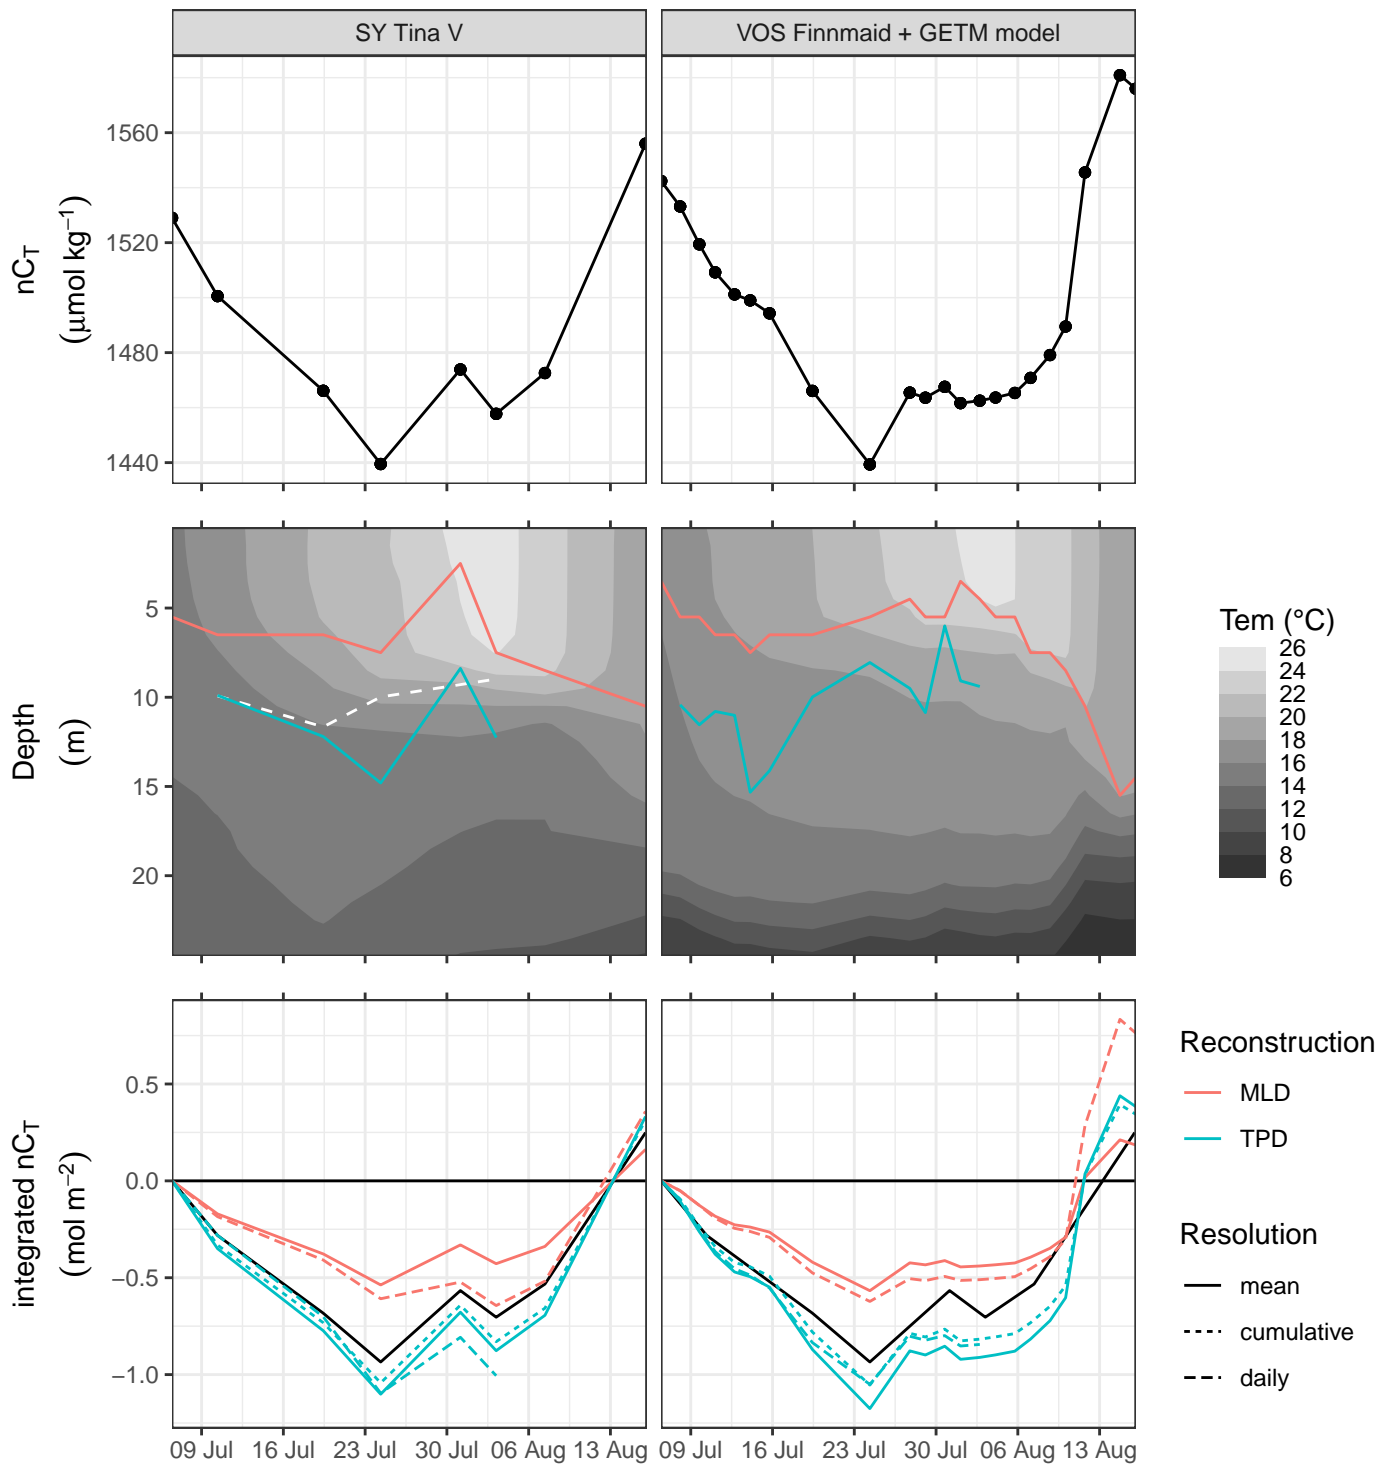 SY Tina V
VOS Finnmaid + GETM model
1560
1520
1480
1440
nC_T
(µmol kg⁻¹)
5
10
15
20
Depth
(m)
Tem (°C)
26
24
22
20
18
16
14
12
10
8
6
0.5
0.0
−0.5
−1.0
integrated nC_T
(mol m⁻²)
09 Jul 16 Jul 23 Jul 30 Jul 06 Aug 13 Aug
09 Jul 16 Jul 23 Jul 30 Jul 06 Aug 13 Aug
Reconstruction
MLD
TPD
Resolution
mean
cumulative
daily